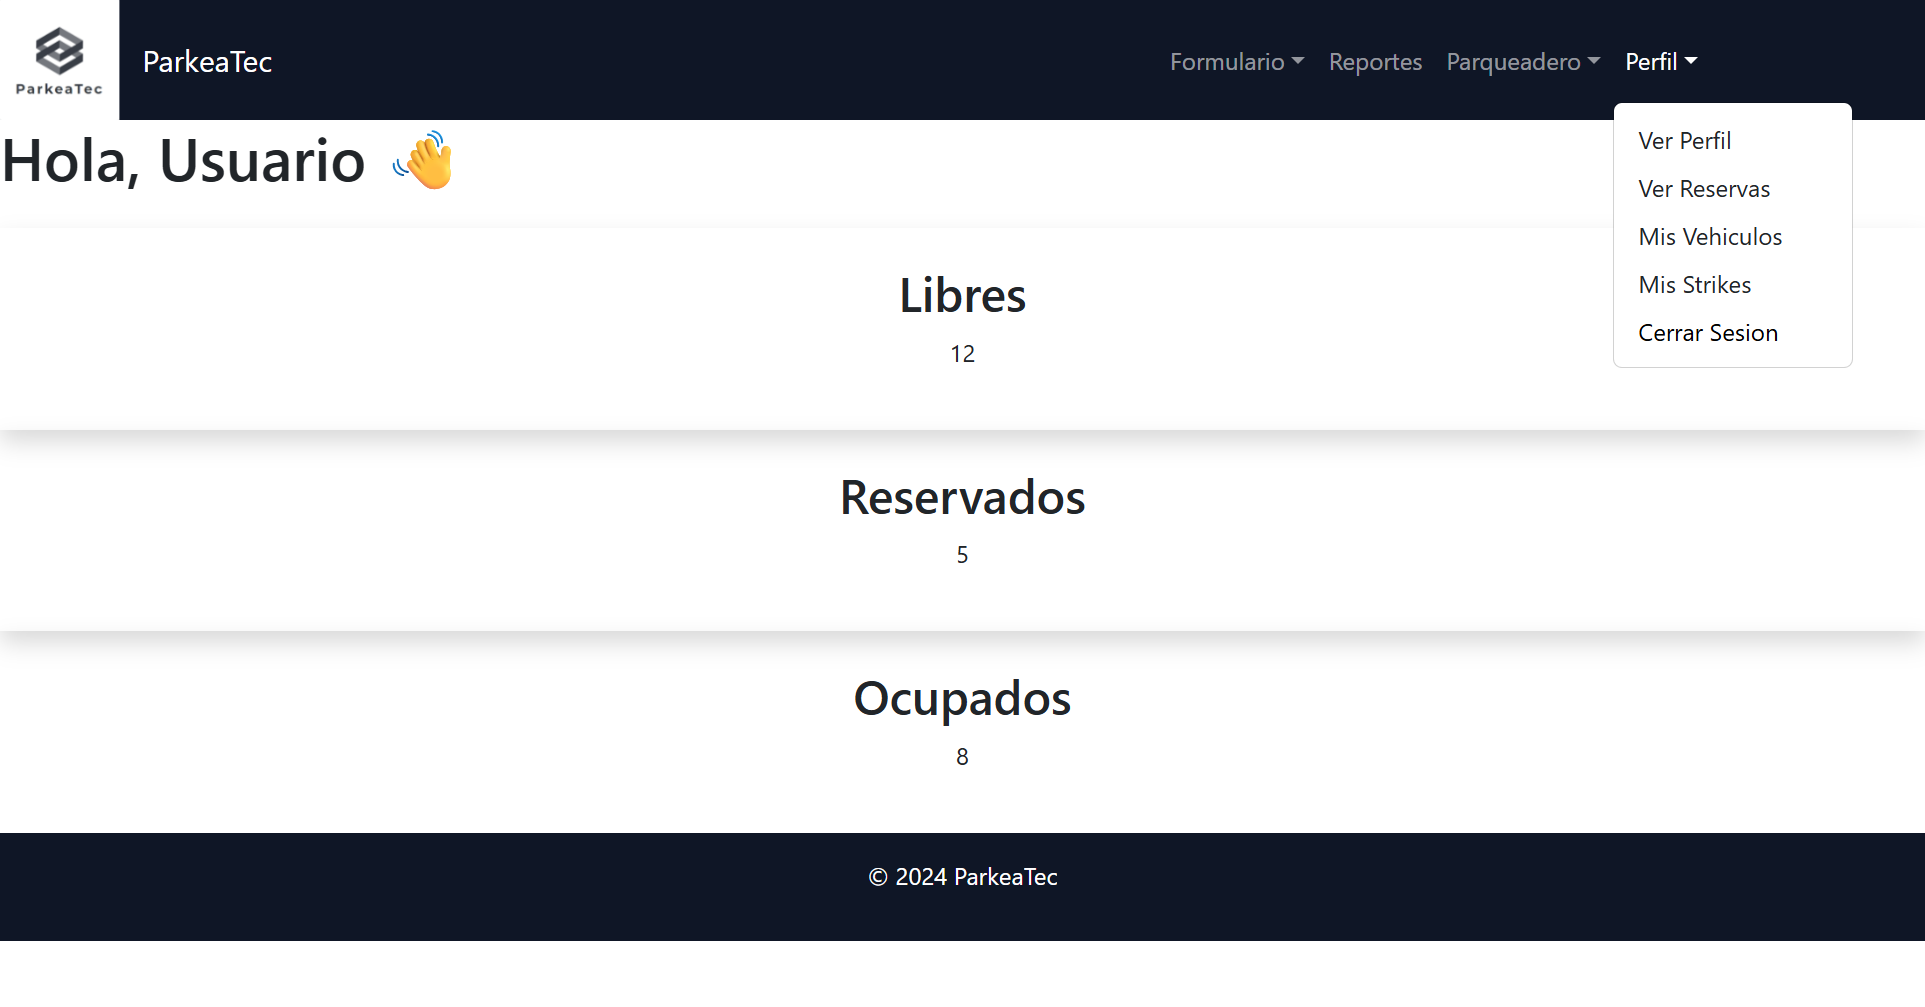 ParkeaTec
ParkeaTec
Formulario Reportes Parqueadero Perfil
Ver Perfil
Ver Reservas
Mis Vehiculos
Mis Strikes
Cerrar Sesion
Hola, Usuario 👋
Libres
12
Reservados
5
Ocupados
8
© 2024 ParkeaTec